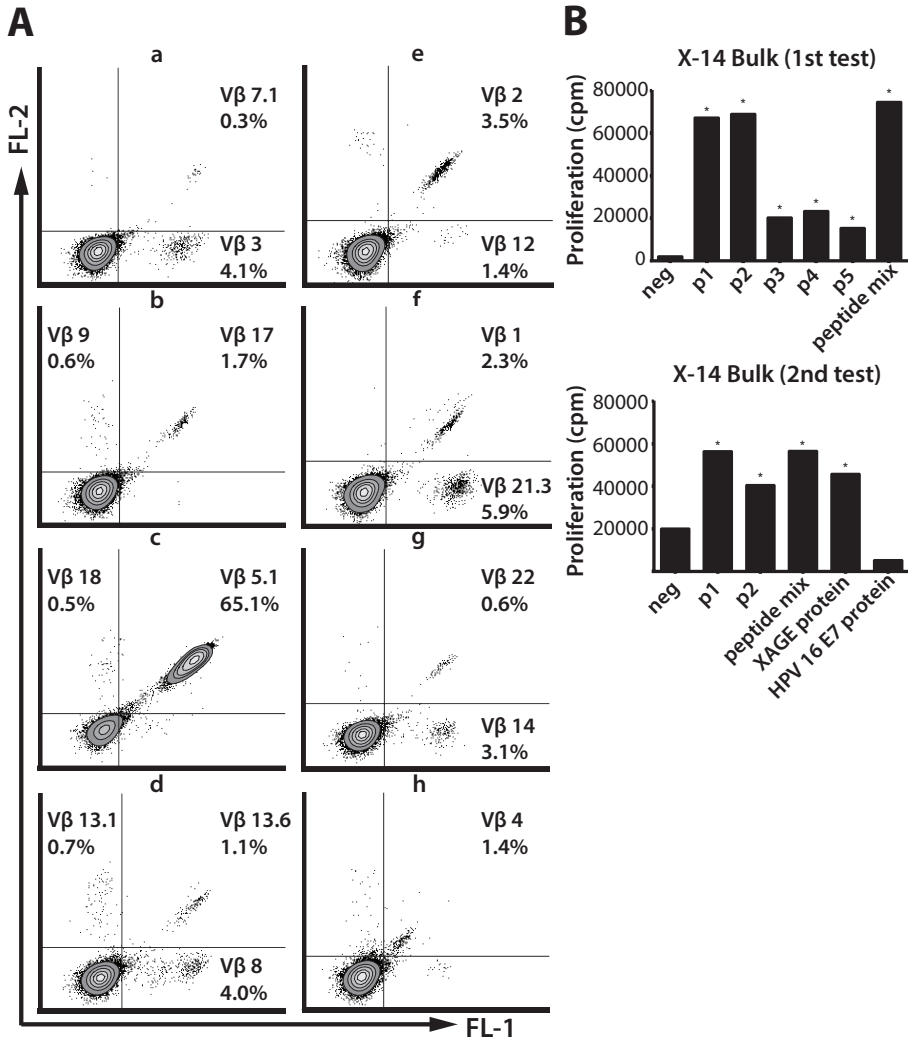 A
FL-2
FL-1
a
Vβ 7.1
0.3%
Vβ 3
4.1%
b
Vβ 9
0.6%
Vβ 17
1.7%
c
Vβ 18
0.5%
Vβ 5.1
65.1%
d
Vβ 13.1
0.7%
Vβ 13.6
1.1%
Vβ 8
4.0%
e
Vβ 2
3.5%
Vβ 12
1.4%
f
Vβ 1
2.3%
Vβ 21.3
5.9%
g
Vβ 22
0.6%
Vβ 14
3.1%
h
Vβ 4
1.4%
B
X-14 Bulk (1st test)
Proliferation (cpm)
80000
60000
40000
20000
0
* * * * * *
neg
p1
p2
p3
p4
p5
peptide mix
X-14 Bulk (2nd test)
Proliferation (cpm)
80000
60000
40000
20000
* * * *
neg
p1
p2
peptide mix
XAGE protein
HPV 16 E7 protein